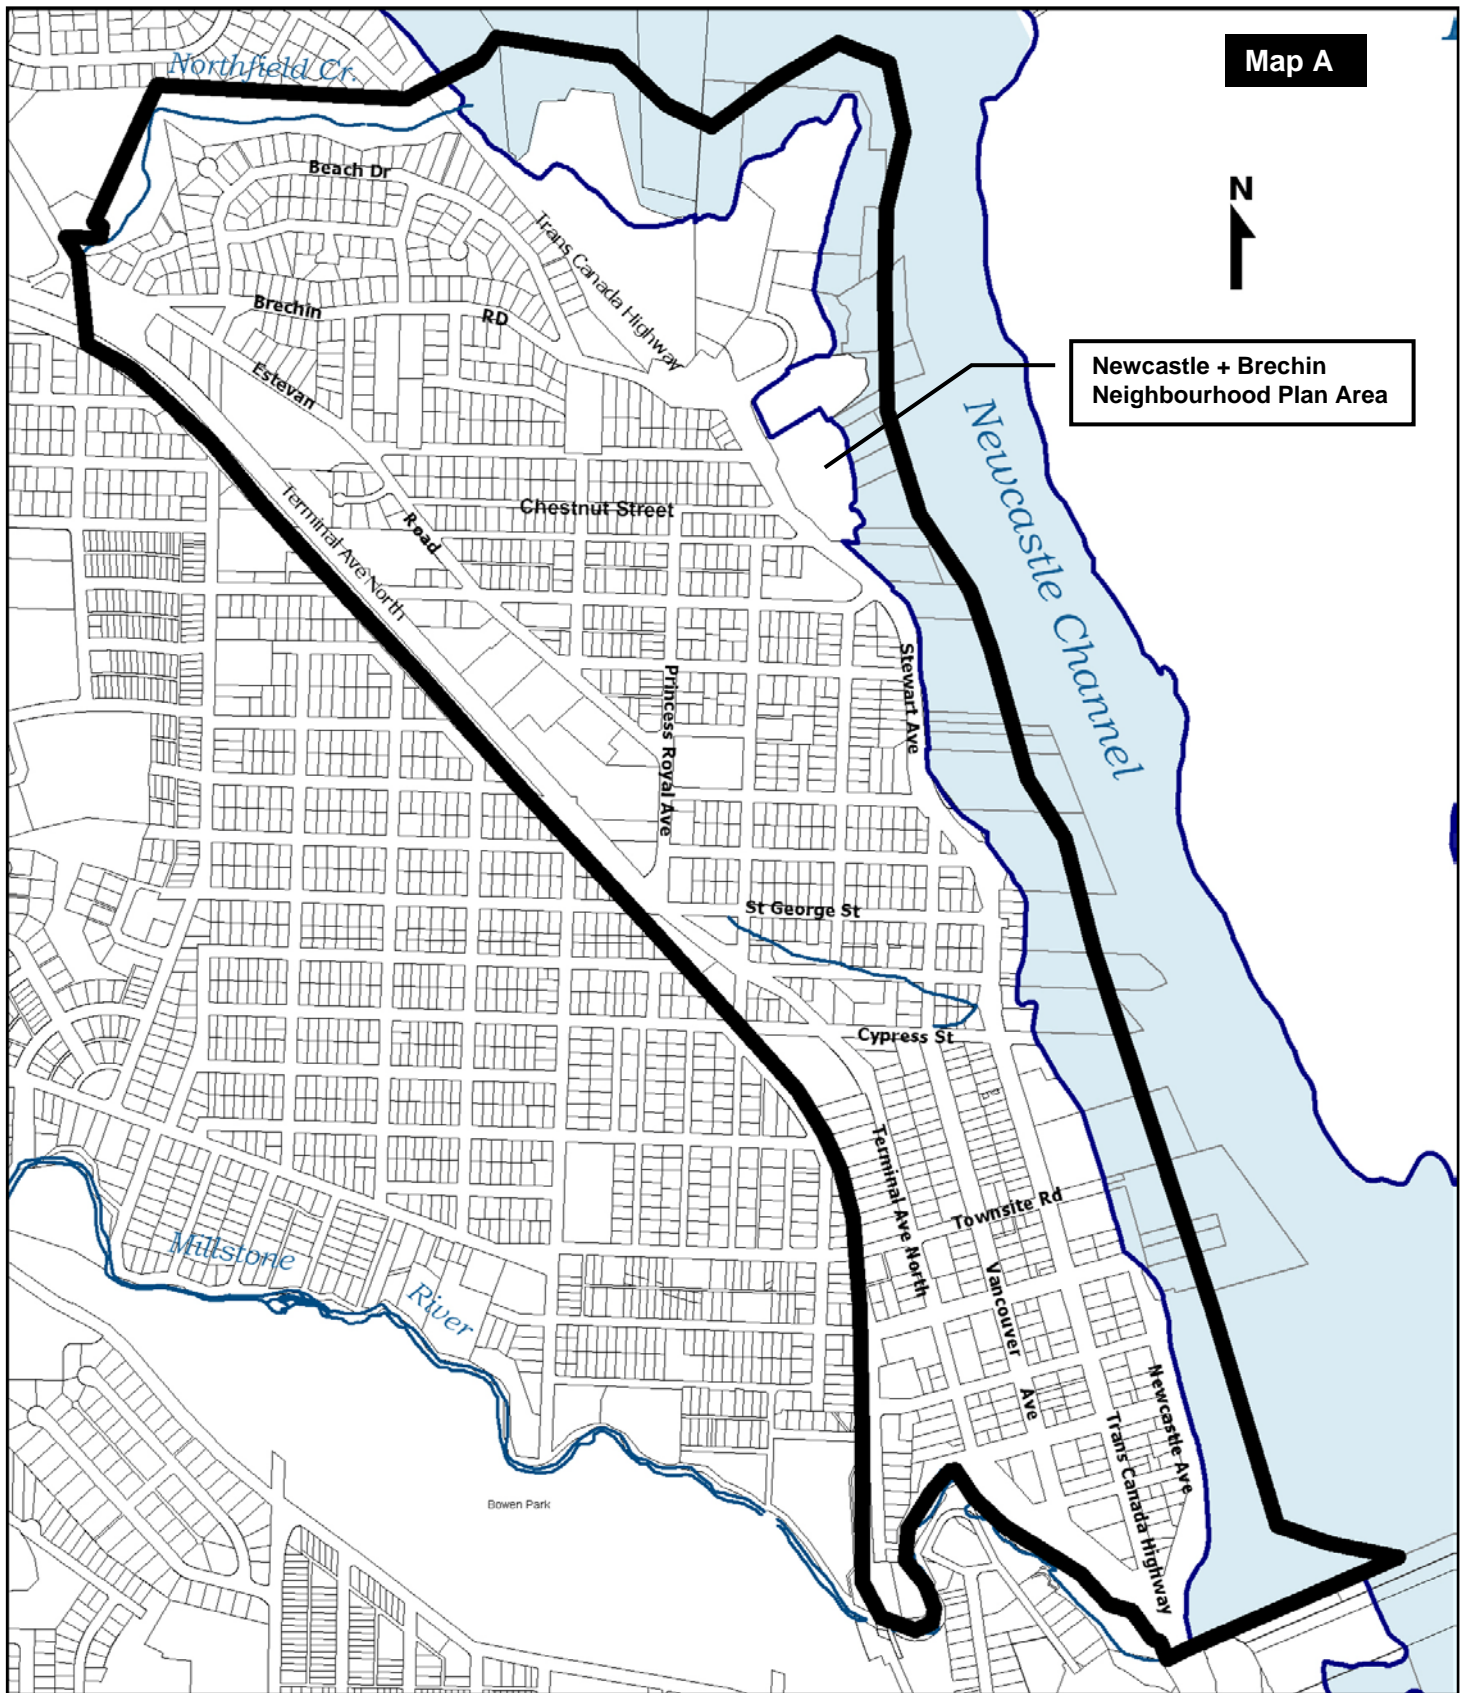 Map A
Northfield Cr.
N
Beach Dr
Trans Canada Highway
Brechin
RD
Estevan
Newcastle + Brechin
Neighbourhood Plan Area
Newcastle Channel
Chestnut Street
Road
Terminal Ave North
Stewart Ave
Princess Royal Ave
St George St
Cypress St
Terminal Ave North
Townsite Rd
Millstone
River
Vancouver
Ave
Newcastle Ave
Trans Canada Highway
Bowen Park